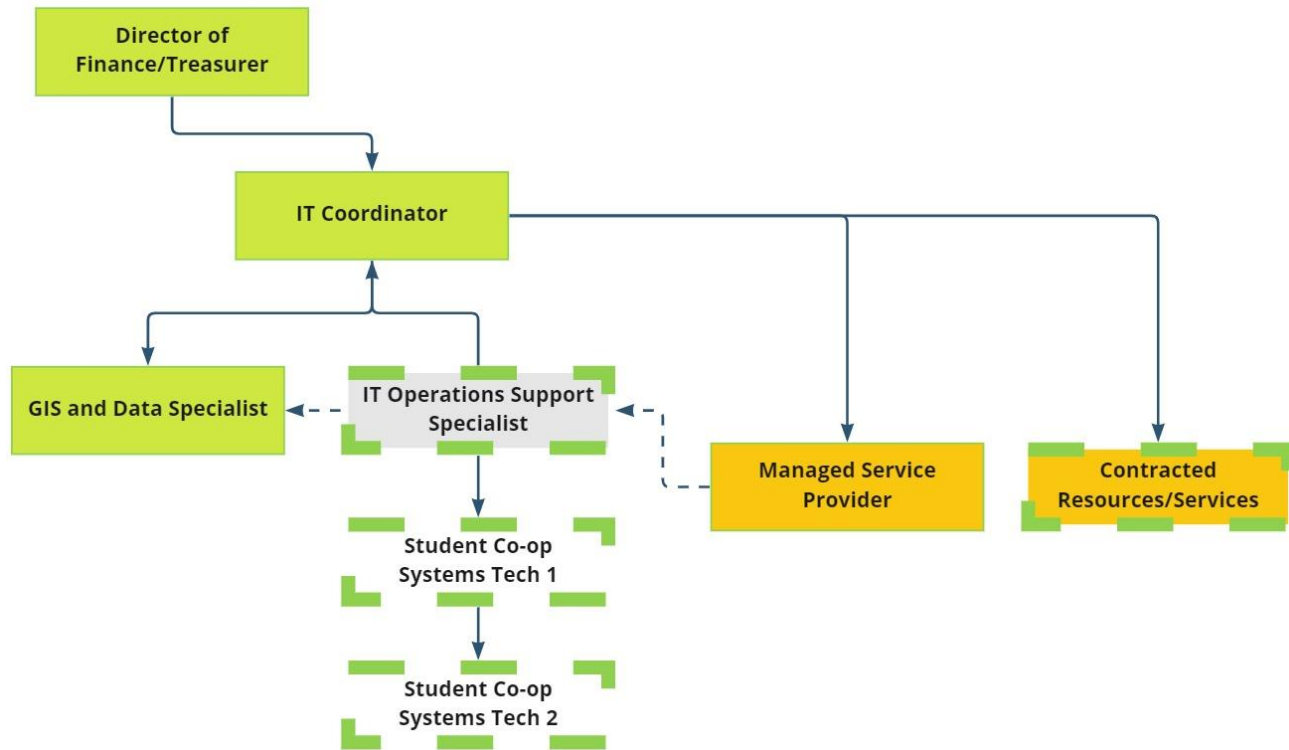 Director of
Finance/Treasurer
IT Coordinator
GIS and Data Specialist
IT Operations Support
Specialist
Managed Service
Provider
Contracted
Resources/Services
Student Co-op
Systems Tech 1
Student Co-op
Systems Tech 2